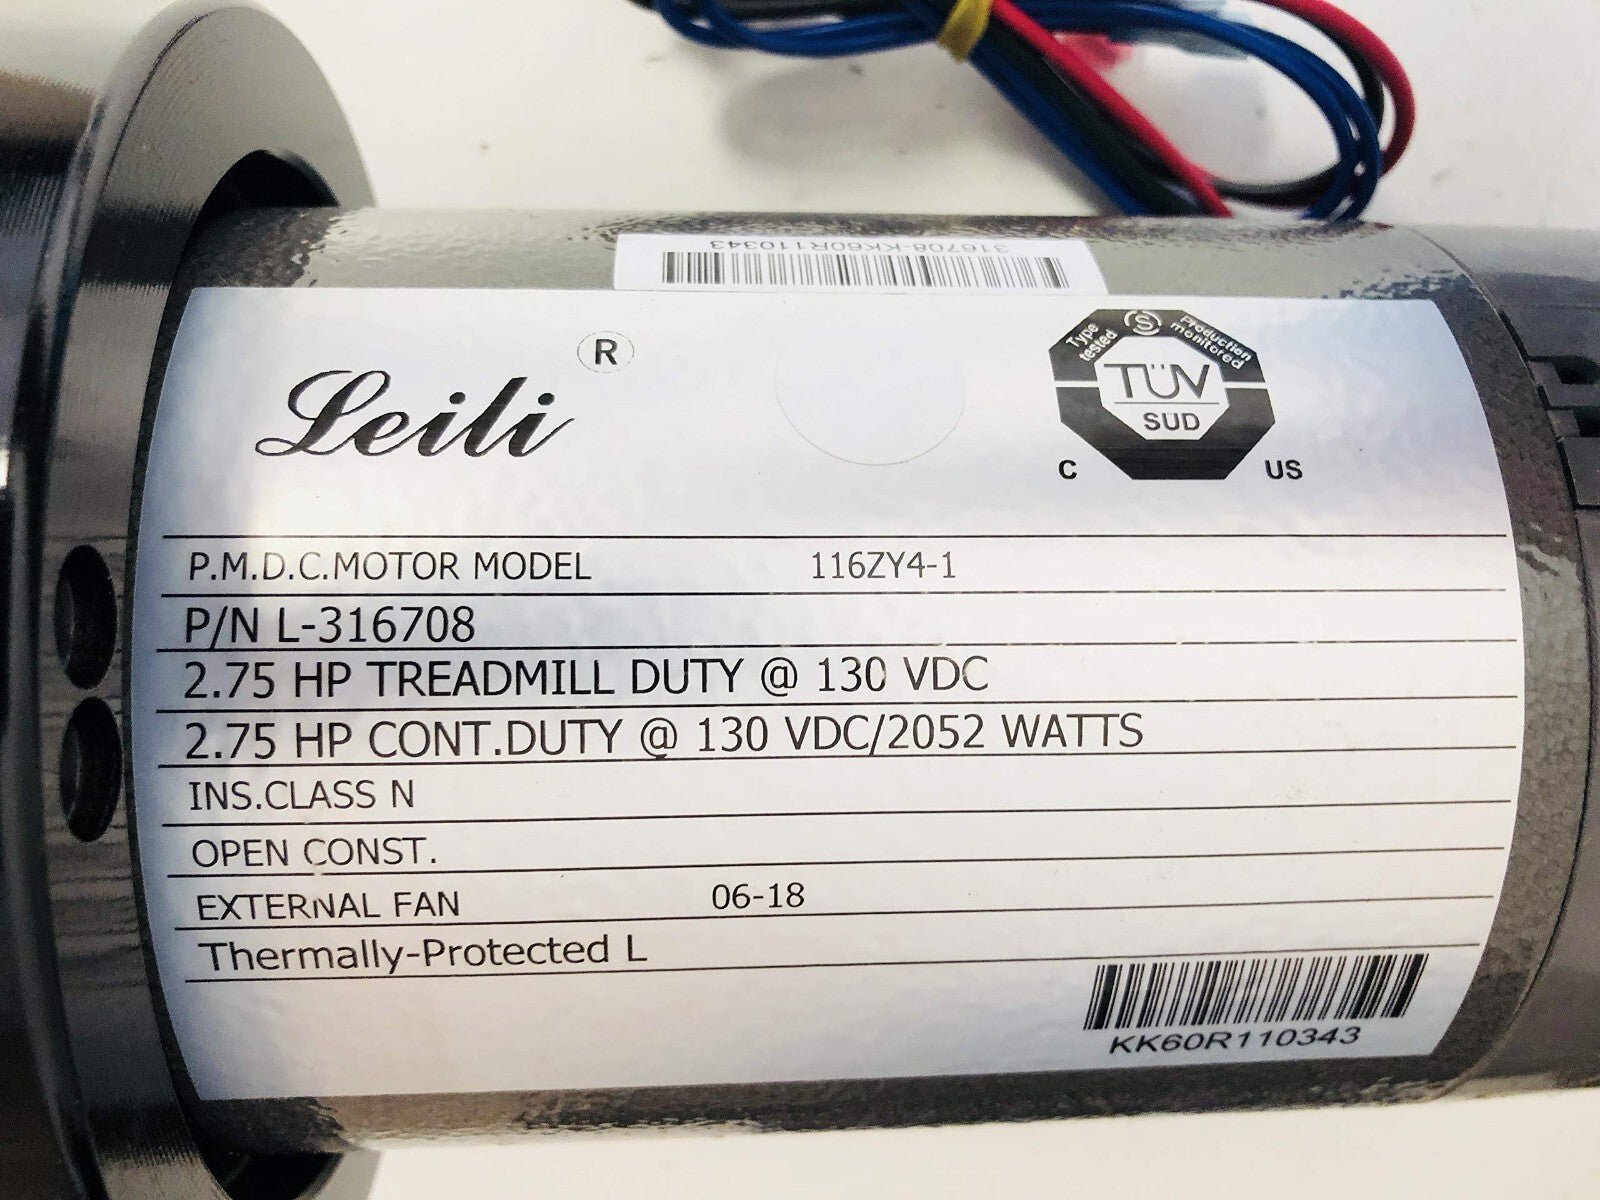 316708-KK60R110343
Leili ®
Type tested
Production monitored
S
TÜV
SÜD
C US
P.M.D.C.MOTOR MODEL 116ZY4-1
P/N L-316708
2.75 HP TREADMILL DUTY @ 130 VDC
2.75 HP CONT.DUTY @ 130 VDC/2052 WATTS
INS.CLASS N
OPEN CONST.
EXTERNAL FAN 06-18
Thermally-Protected L
KK60R110343